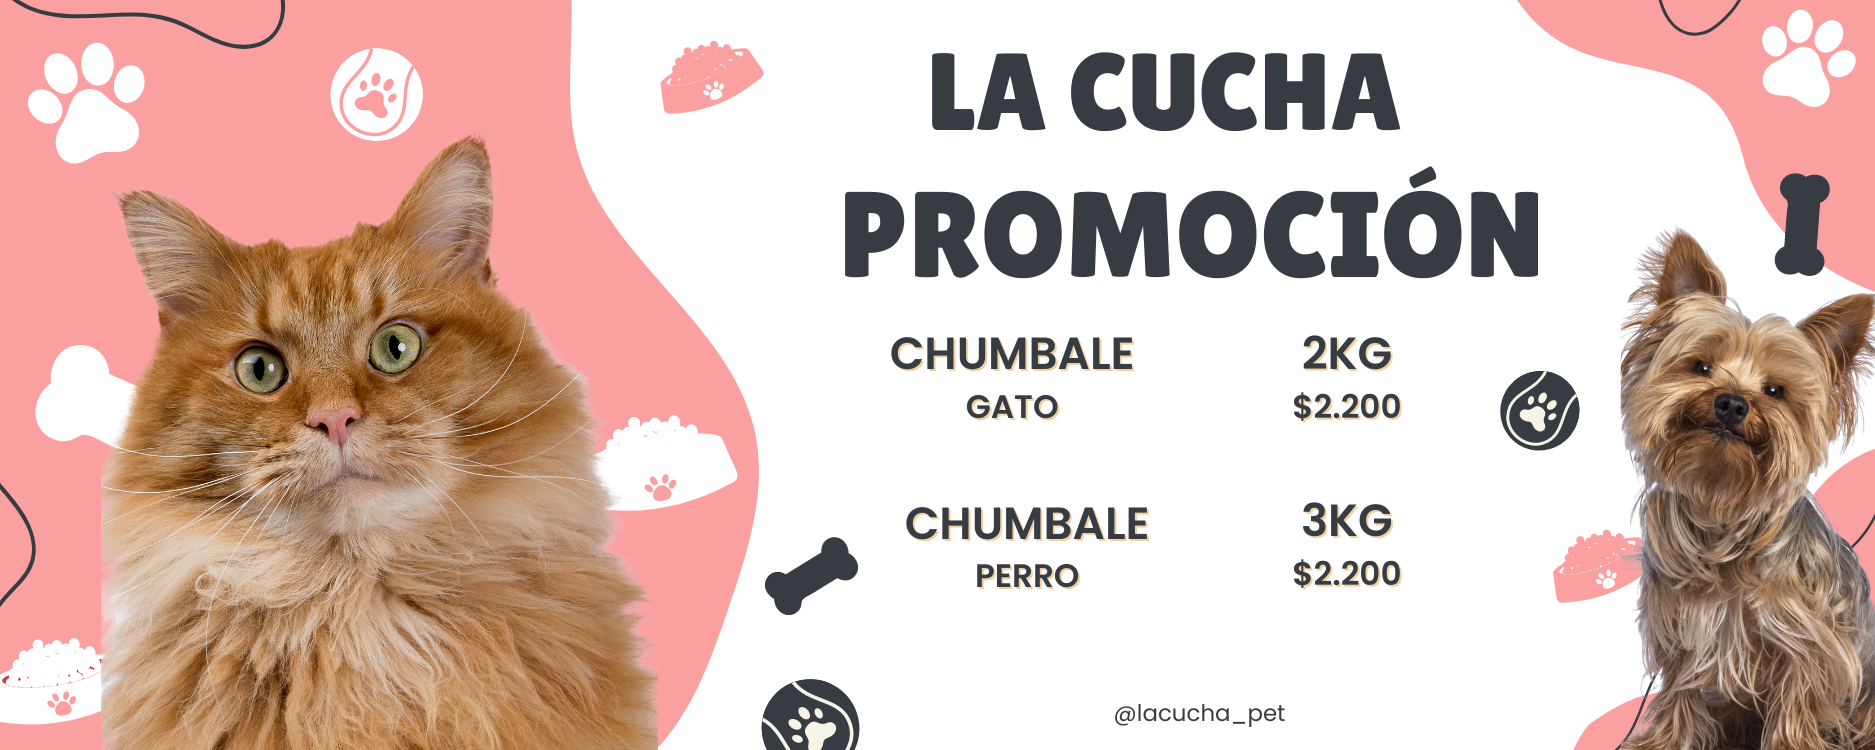 LA CUCHA
PROMOCIÓN
CHUMBALE
GATO
2KG
$2.200
CHUMBALE
PERRO
3KG
$2.200
@lacucha_pet